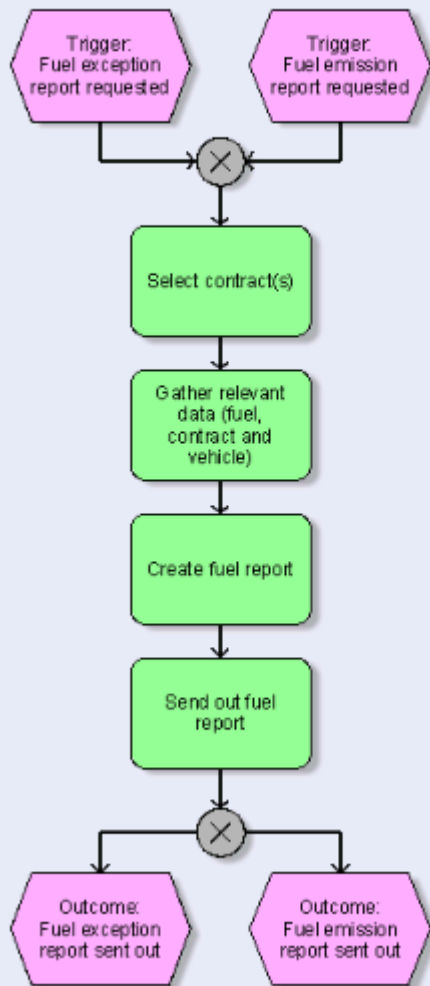 Trigger:
Fuel exception
report requested
Trigger:
Fuel emission
report requested
Select contract(s)
Gather relevant
data (fuel,
contract and
vehicle)
Create fuel report
Send out fuel
report
Outcome:
Fuel exception
report sent out
Outcome:
Fuel emission
report sent out